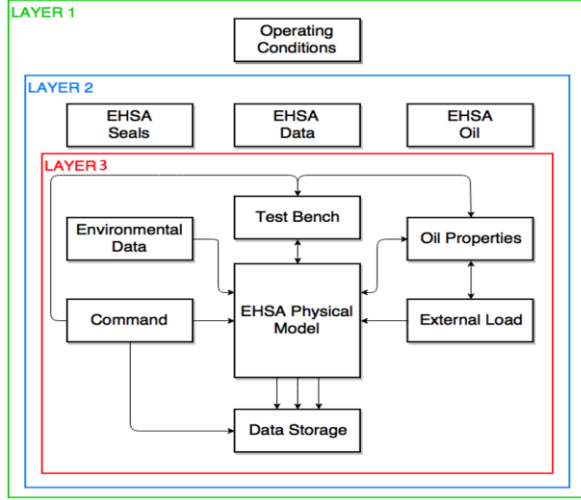 LAYER 1
Operating
Conditions
LAYER 2
EHSA
Seals
EHSA
Data
EHSA
Oil
LAYER 3
Test Bench
Environmental
Data
Oil Properties
Command
EHSA Physical
Model
External Load
Data Storage